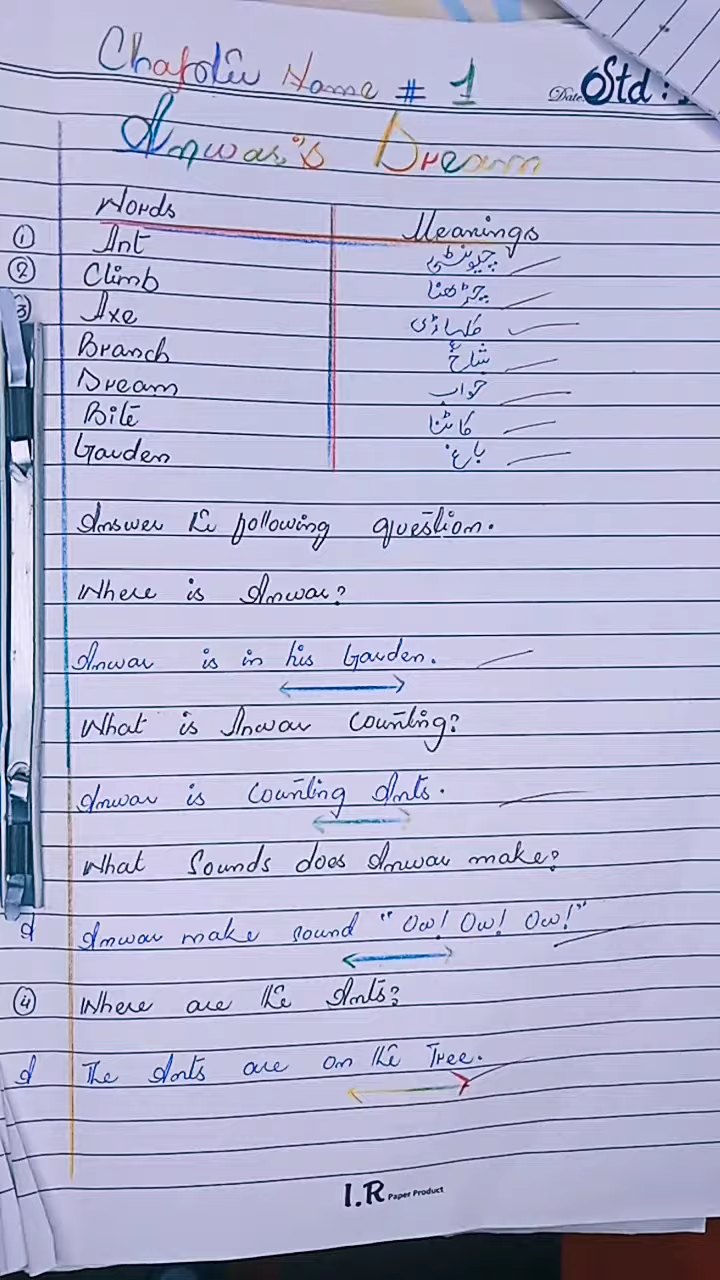 Chapter Name # 1
Date: Std :
Anwar's Dream
Words Meanings
① Ant چیونٹی
② Climb چڑھنا
3 Axe کلہاڑی
Branch شاخ
Dream خواب
Bite کاٹنا
Garden باغ
Answer the following question.
Where is Anwar?
Anwar is in his Garden.
What is Anwar Counting?
Anwar is Counting Ants.
What Sounds does Anwar make?
A Anwar make sound "Ow! Ow! Ow!"
④ Where are the Ants?
A The Ants are on the Tree.
I.R Paper Product